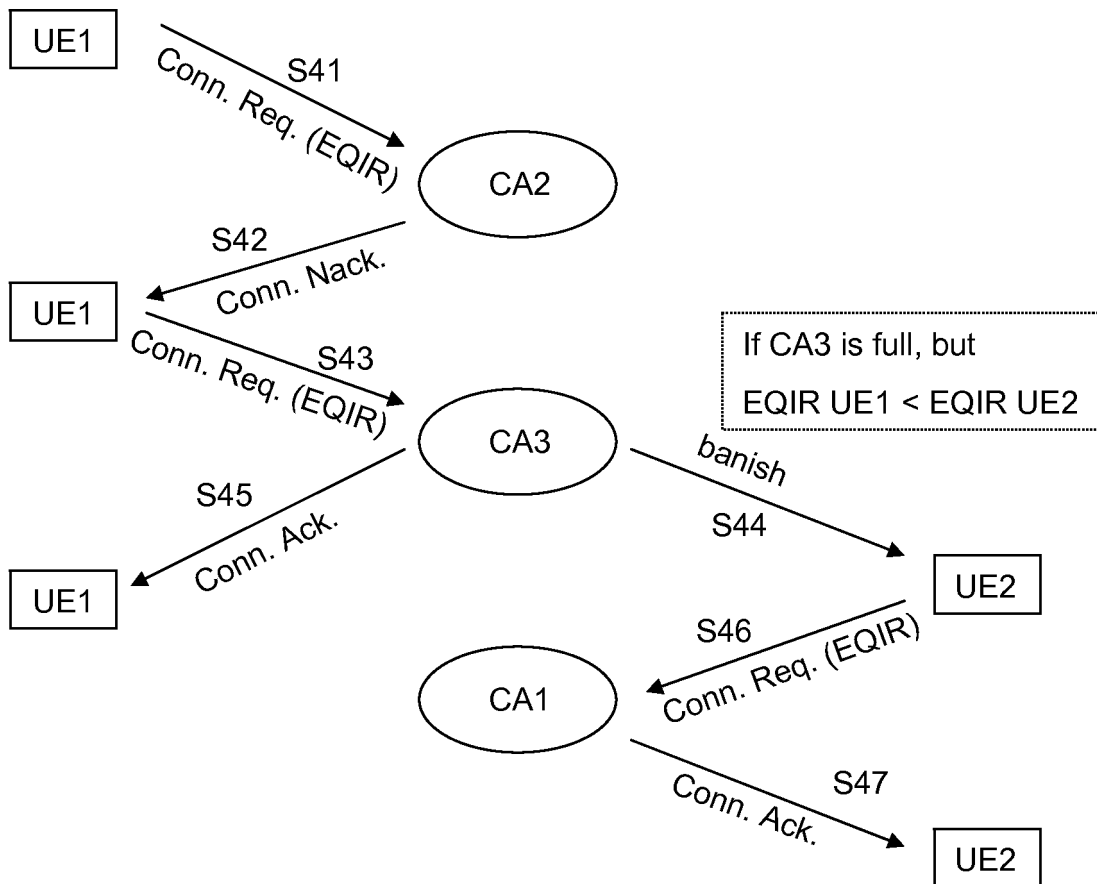 UE1
S41
Conn. Req. (EQIR)
CA2
S42
Conn. Nack.
UE1
S43
Conn. Req. (EQIR)
If CA3 is full, but
EQIR UE1 < EQIR UE2
CA3
banish
S45
S44
Conn. Ack.
UE1
UE2
S46
Conn. Req. (EQIR)
CA1
S47
Conn. Ack.
UE2